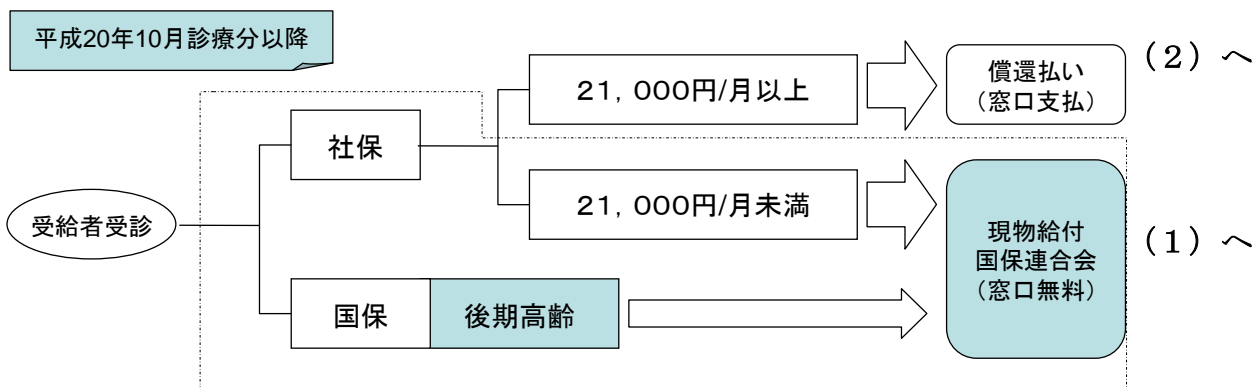 平成20年10月診療分以降
21,000円/月以上
償還払い
(窓口支払)
(2)へ
社保
受給者受診
21,000円/月未満
現物給付
国保連合会
(窓口無料)
(1)へ
国保
後期高齢